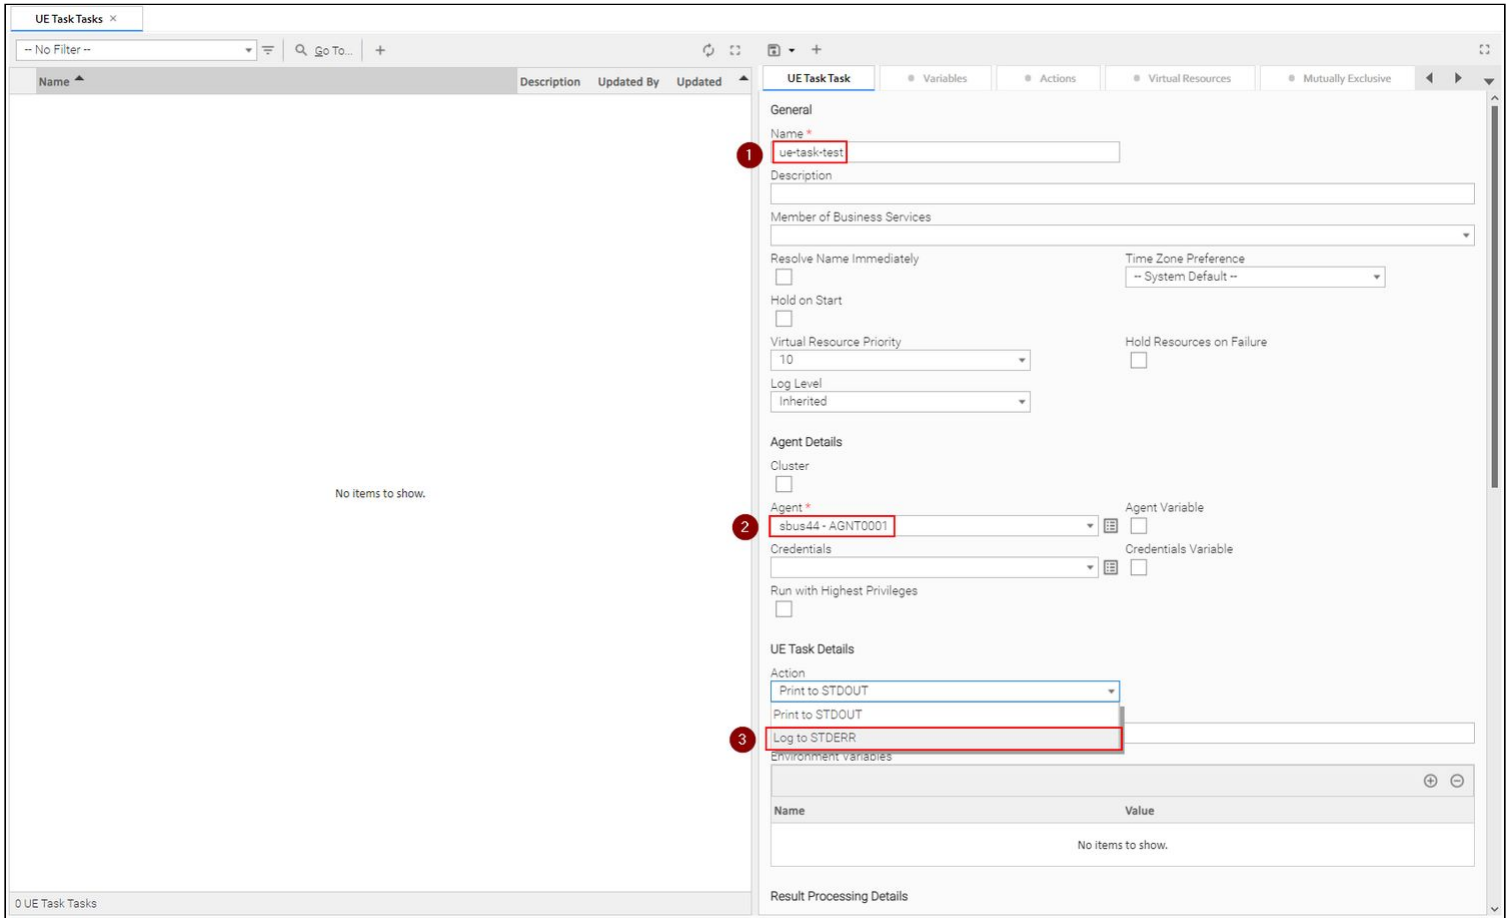 UE Task Tasks ×
-- No Filter --
Go To...
Name
Description
Updated By
Updated
No items to show.
0 UE Task Tasks
UE Task Task
Variables
Actions
Virtual Resources
Mutually Exclusive
General
Name *
1
ue-task-test
Description
Member of Business Services
Resolve Name Immediately
Time Zone Preference
-- System Default --
Hold on Start
Virtual Resource Priority
Hold Resources on Failure
10
Log Level
Inherited
Agent Details
Cluster
Agent *
Agent Variable
2
sbus44 - AGNT0001
Credentials
Credentials Variable
Run with Highest Privileges
UE Task Details
Action
Print to STDOUT
Print to STDOUT
3
Log to STDERR
Environment Variables
Name
Value
No items to show.
Result Processing Details